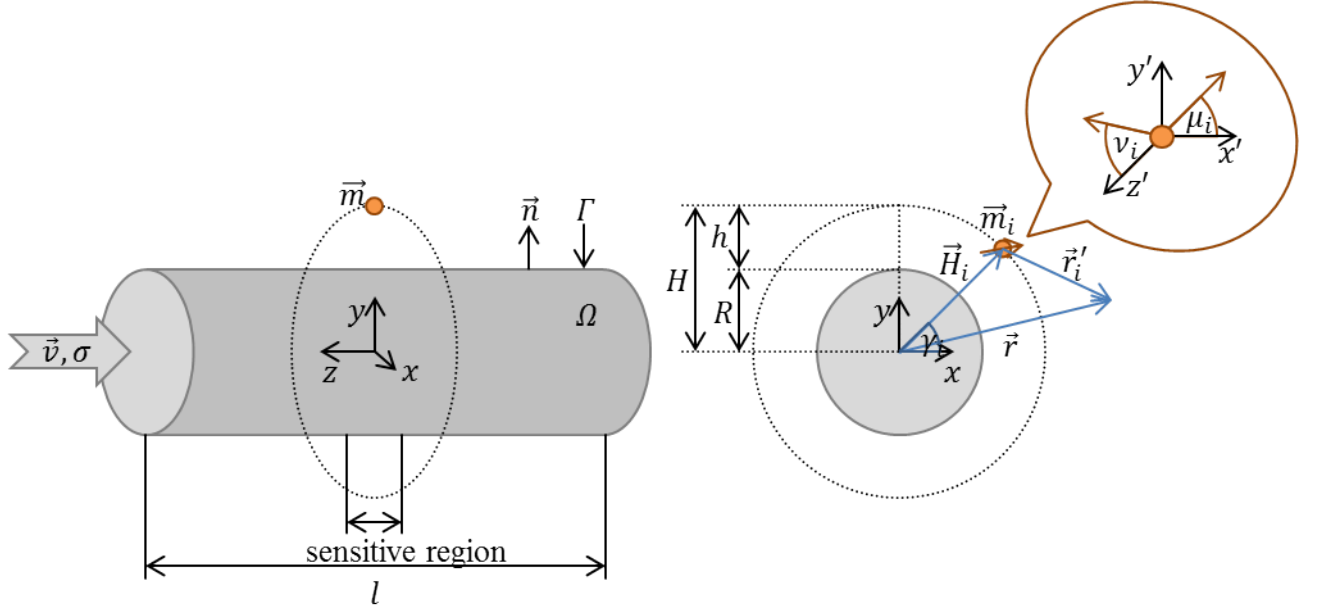 m⃗
n⃗
Γ
Ω
v⃗, σ
y
z
x
sensitive region
l
H
h
R
y
x
γᵢ
H⃗ᵢ
m⃗ᵢ
r⃗ᵢ′
r⃗
y′
x′
z′
μᵢ
νᵢ